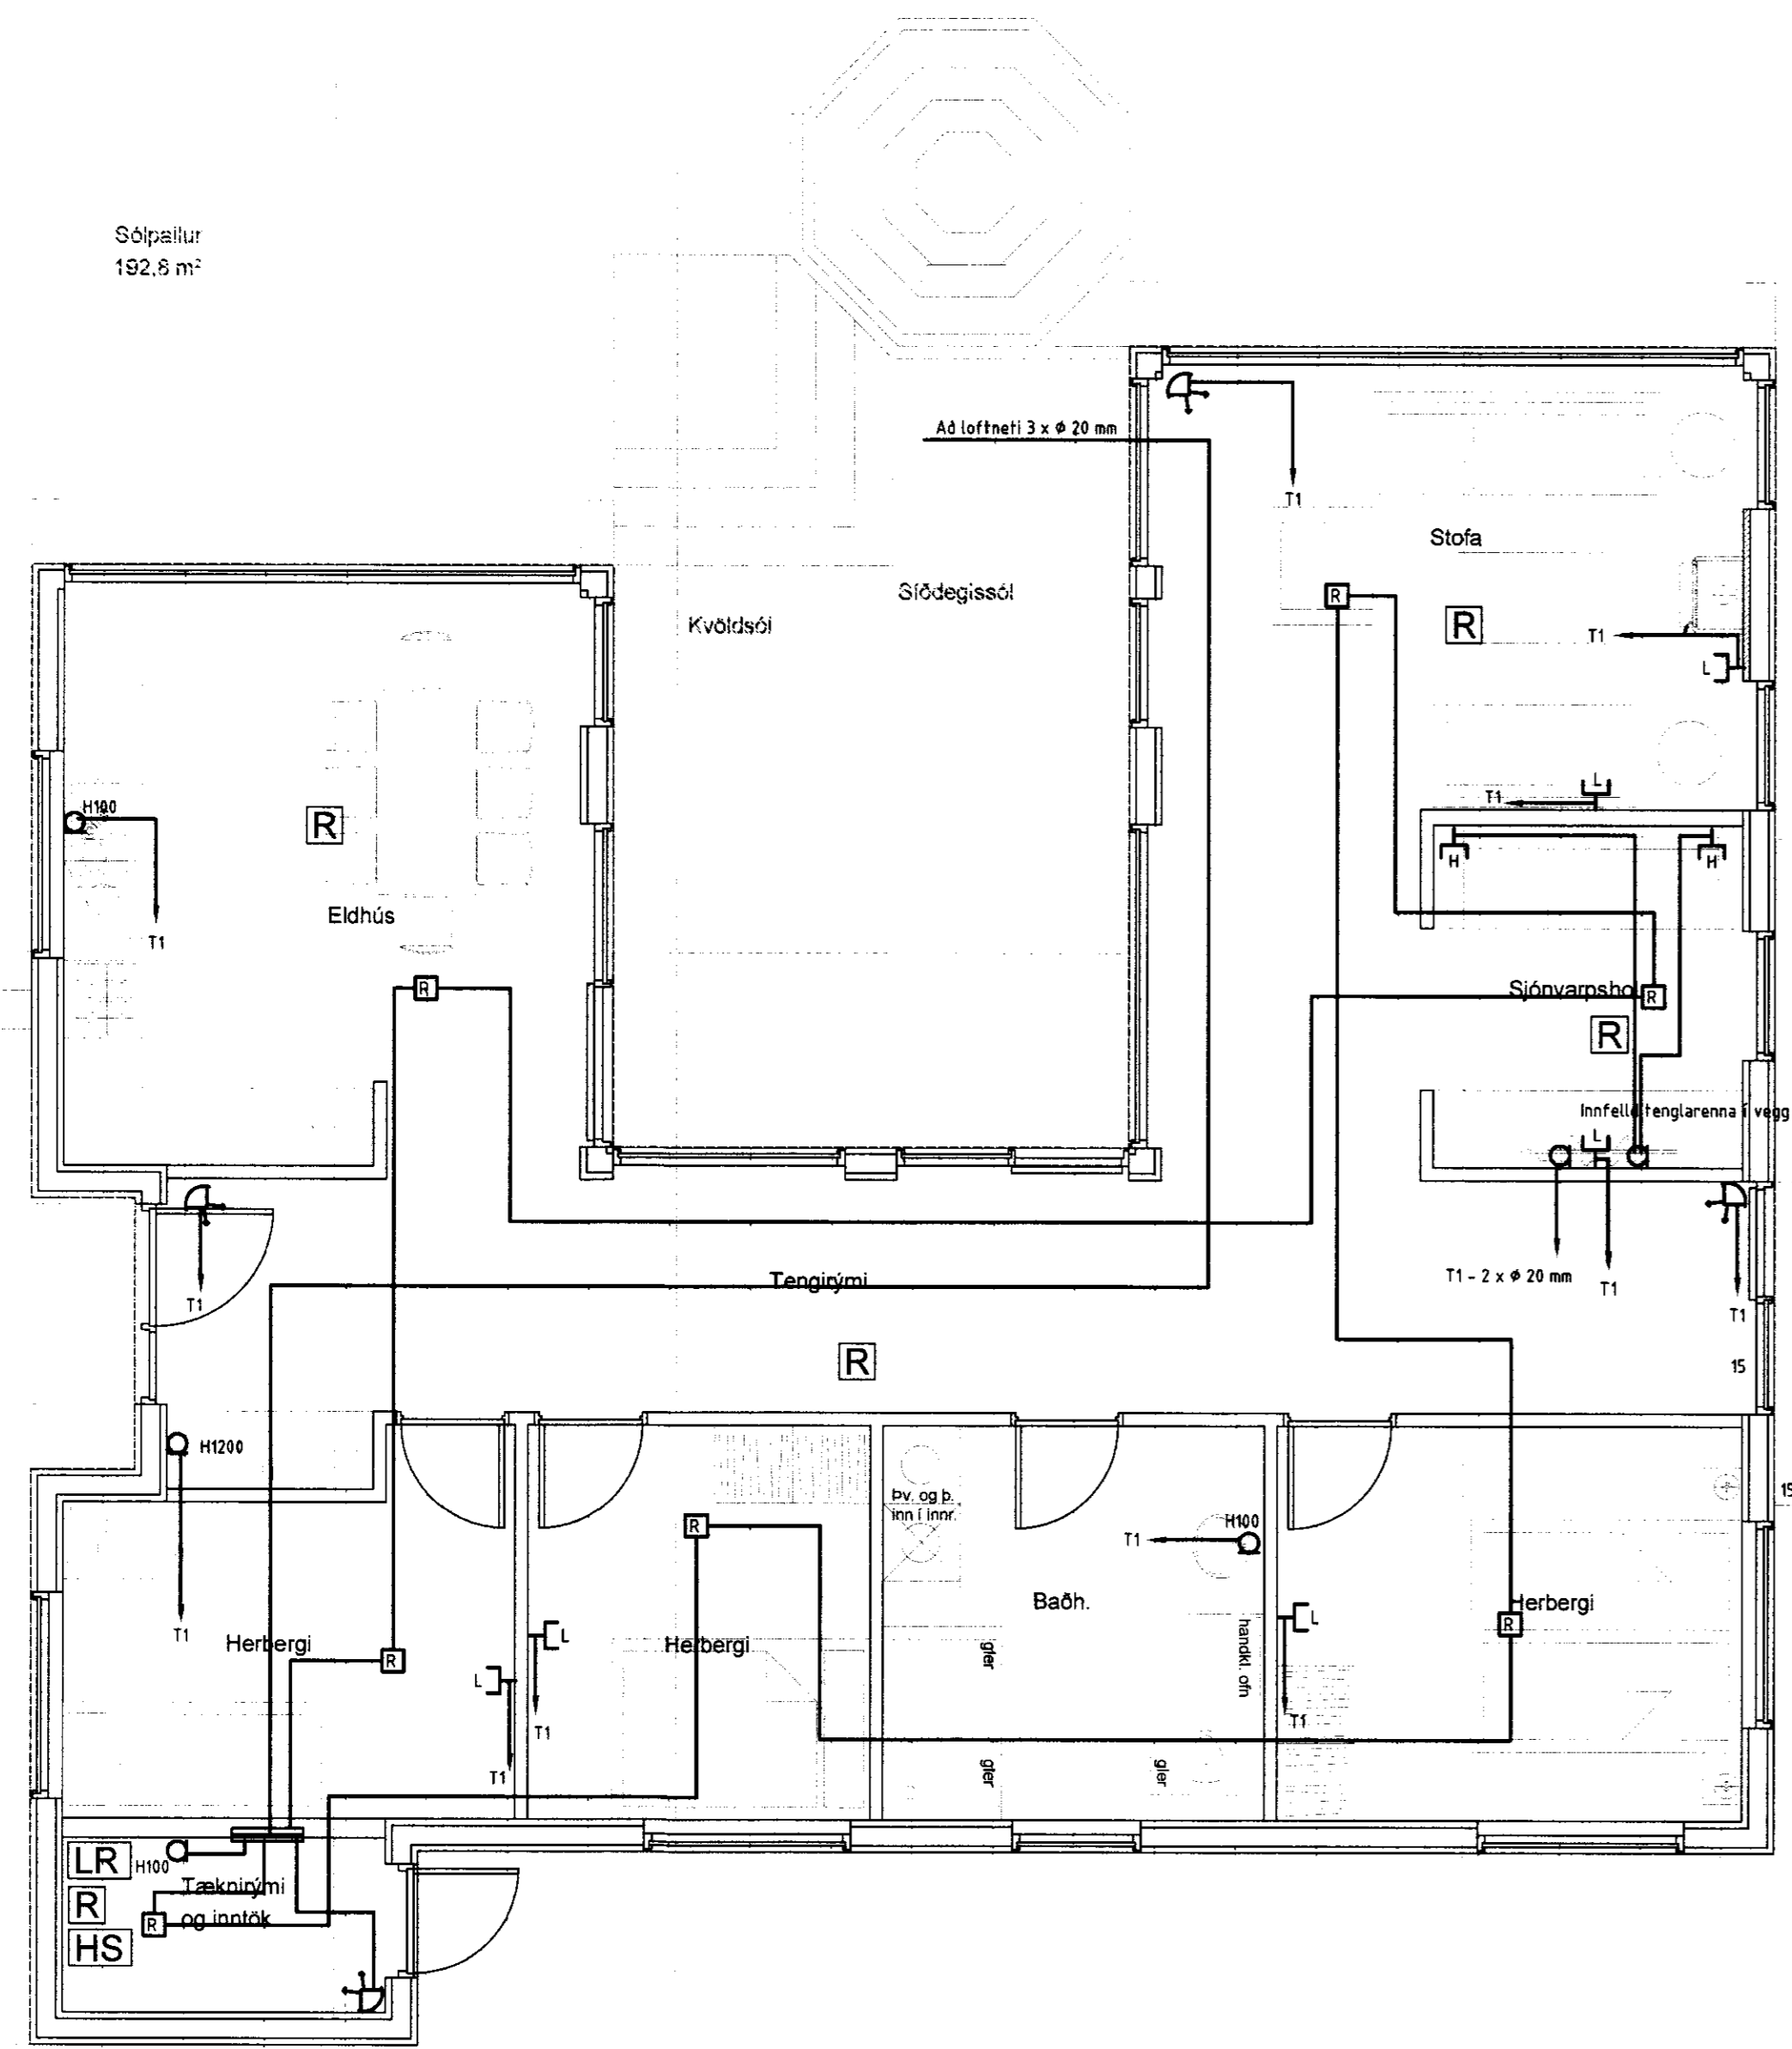 Sólpallur
192,8 m²
Að loftneti 3 x ⌀ 20 mm
T1
Stofa
Síðdegissól
Kvöldsól
R
R
T1
L
H100
R
L
T1
H
H
Eldhús
T1
R
Sjónvarpshol
R
R
Innfelld tenglarenna í vegg
L
T1 - 2 x ⌀ 20 mm
T1
T1
T1
Tengirými
R
15
H1200
Þv. og þ.
inn í innr.
R
H100
T1
15
Baðh.
Herbergi
R
L
L
T1
Herbergi
R
Herbergi
L
gler
handkl. ofn
T1
T1
T1
gler
gler
LR
H100
Tæknirými
og inntök
R
R
HS